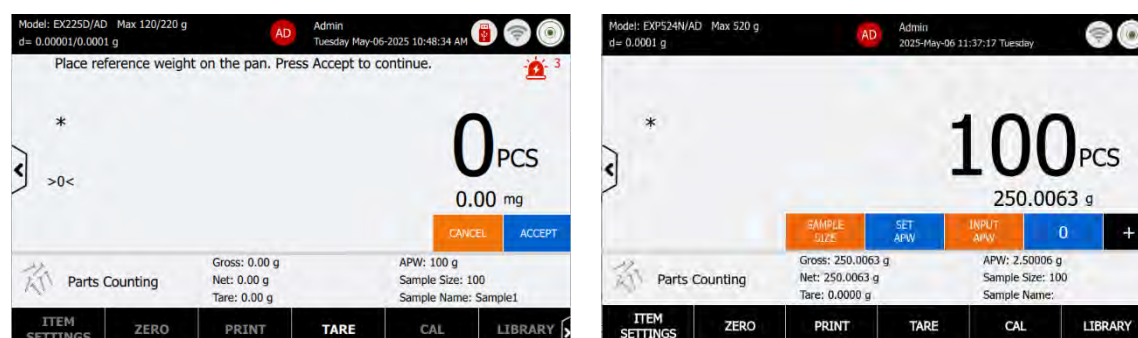 Model: EX225D/AD Max 120/220 g
d= 0.00001/0.0001 g
AD
Admin
Tuesday May-06-2025 10:48:34 AM
Place reference weight on the pan. Press Accept to continue.
3
*
>0<
0 PCS
0.00 mg
CANCEL
ACCEPT
Parts Counting
Gross: 0.00 g
Net: 0.00 g
Tare: 0.00 g
APW: 100 g
Sample Size: 100
Sample Name: Sample1
ITEM SETTINGS
ZERO
PRINT
TARE
CAL
LIBRARY
Model: EXP524N/AD Max 520 g
d= 0.0001 g
AD
Admin
2025-May-06 11:37:17 Tuesday
*
100 PCS
250.0063 g
SAMPLE SIZE
SET APW
INPUT APW
0
+
Parts Counting
Gross: 250.0063 g
Net: 250.0063 g
Tare: 0.0000 g
APW: 2.50006 g
Sample Size: 100
Sample Name:
ITEM SETTINGS
ZERO
PRINT
TARE
CAL
LIBRARY